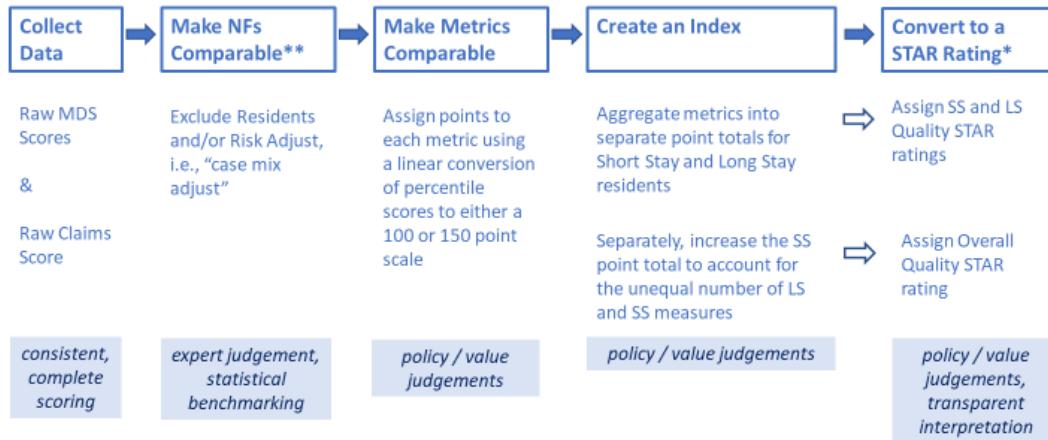 Collect
Data
Make NFs
Comparable**
Make Metrics
Comparable
Create an Index
Convert to a
STAR Rating*
Raw MDS
Scores
&
Raw Claims
Score
Exclude Residents
and/or Risk Adjust,
i.e., “case mix
adjust”
Assign points to
each metric using
a linear conversion
of percentile
scores to either a
100 or 150 point
scale
Aggregate metrics into
separate point totals for
Short Stay and Long Stay
residents
Separately, increase the SS
point total to account for
the unequal number of LS
and SS measures
Assign SS and LS
Quality STAR
ratings
Assign Overall
Quality STAR
rating
consistent,
complete
scoring
expert judgement,
statistical
benchmarking
policy / value
judgements
policy / value judgements
policy / value
judgements,
transparent
interpretation